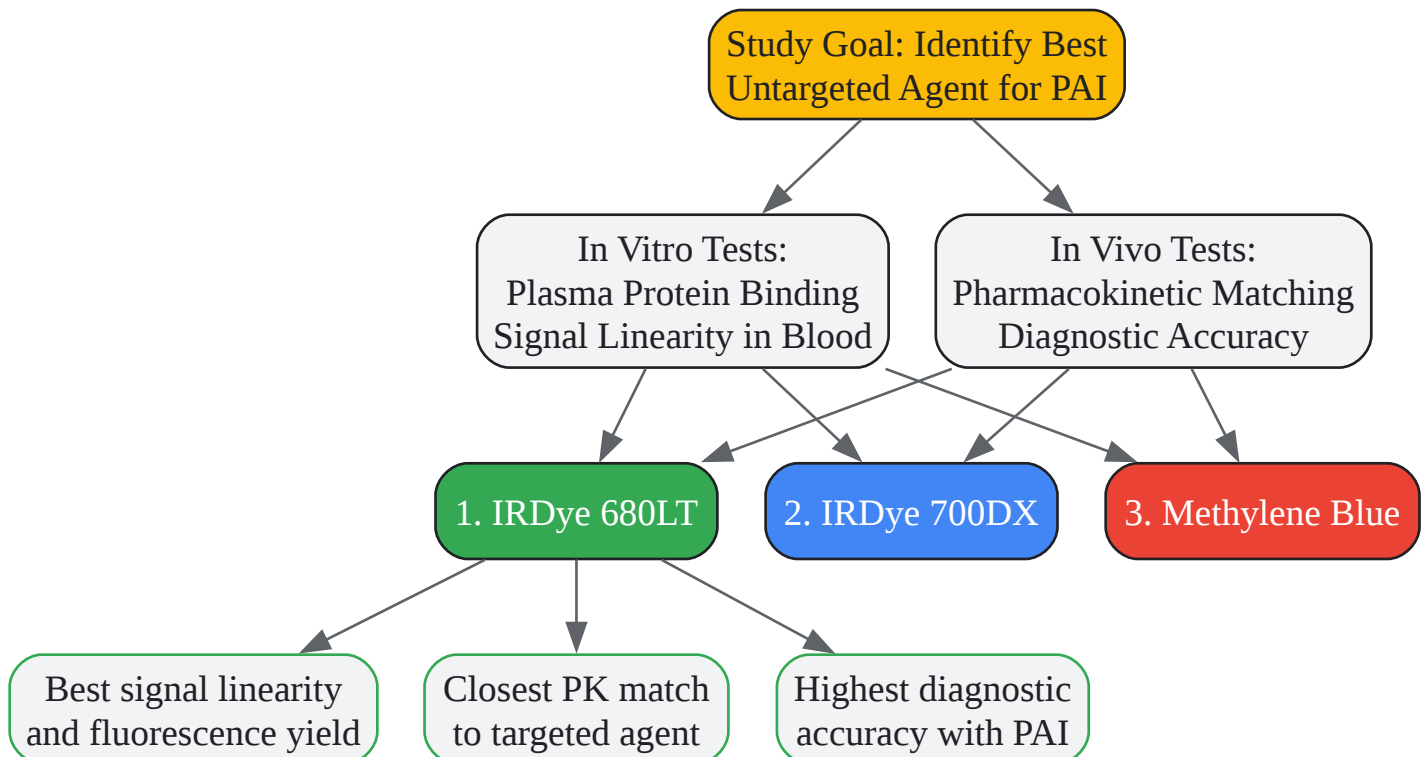 Study Goal: Identify Best
Untargeted Agent for PAI
In Vitro Tests:
Plasma Protein Binding
Signal Linearity in Blood
In Vivo Tests:
Pharmacokinetic Matching
Diagnostic Accuracy
1. IRDye 680LT
2. IRDye 700DX
3. Methylene Blue
Best signal linearity
and fluorescence yield
Closest PK match
to targeted agent
Highest diagnostic
accuracy with PAI